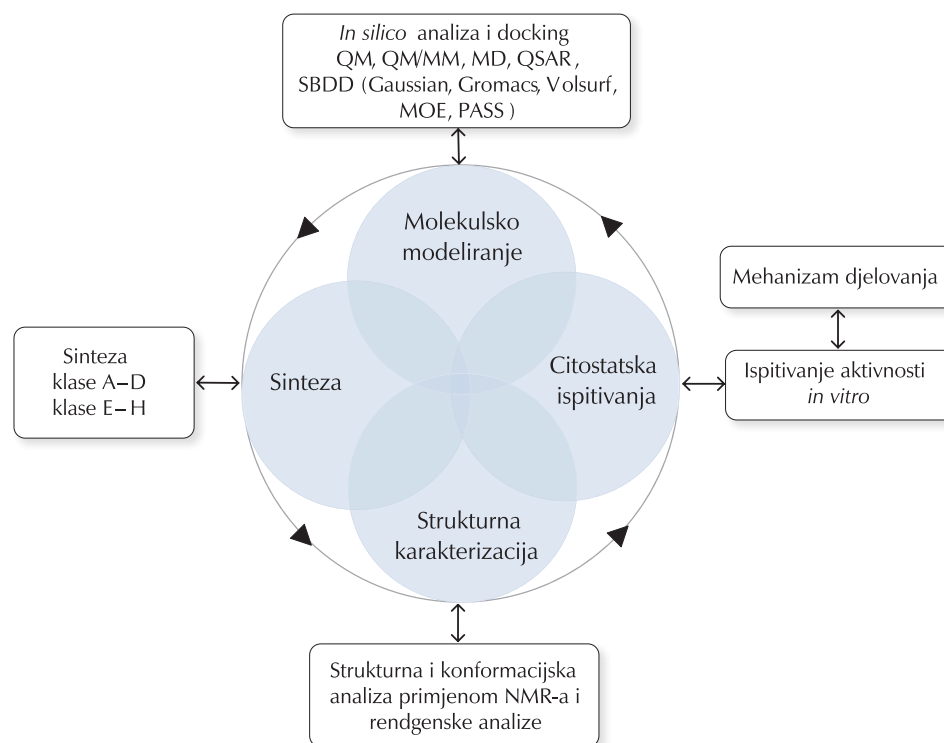 In silico analiza i docking
QM, QM/MM, MD, QSAR,
SBDD (Gaussian, Gromacs, Volsurf,
MOE, PASS)
Molekulsko
modeliranje
Mehanizam djelovanja
Sinteza
klase A–D
klase E–H
Sinteza
Citostatska
ispitivanja
Ispitivanje aktivnosti
in vitro
Strukturna
karakterizacija
Strukturna i konformacijska
analiza primjenom NMR-a i
rendgenske analize